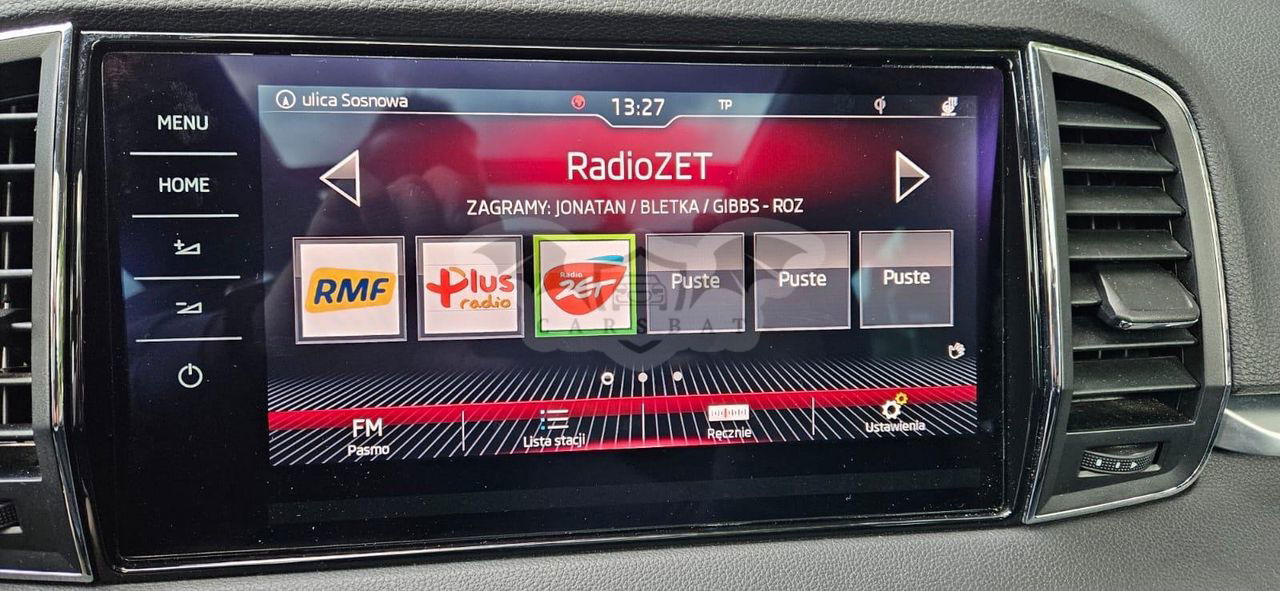 ulica Sosnowa 13:27 TP
MENU
HOME
RadioZET
ZAGRAMY: JONATAN / BLETKA / GIBBS - ROZ
RMF
Plus
radio
Radio
ZET
Puste
Puste
Puste
CARSBAT
FM
Pasmo
Lista stacji
Ręcznie
Ustawienia